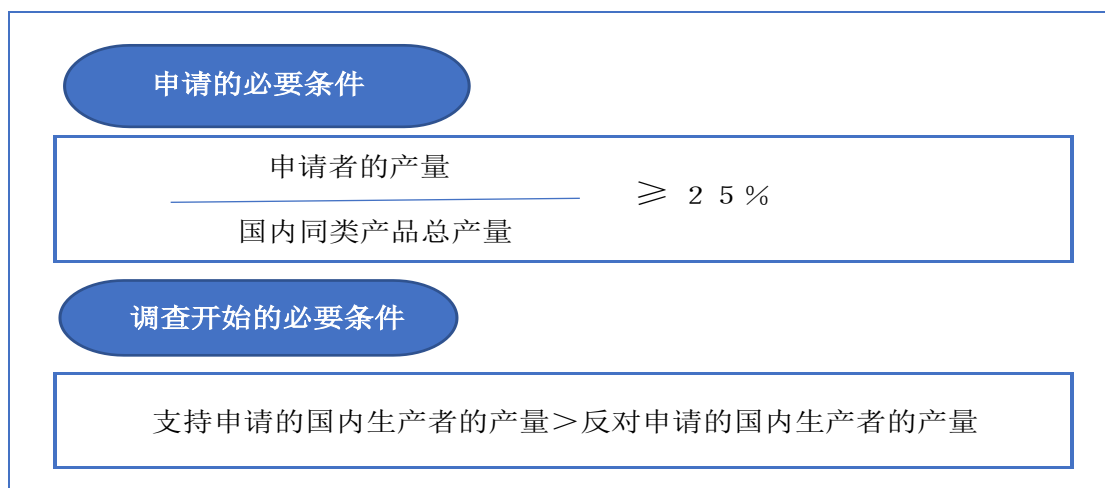 申请的必要条件
申请者的产量
≥ 25%
国内同类产品总产量
调查开始的必要条件
支持申请的国内生产者的产量＞反对申请的国内生产者的产量